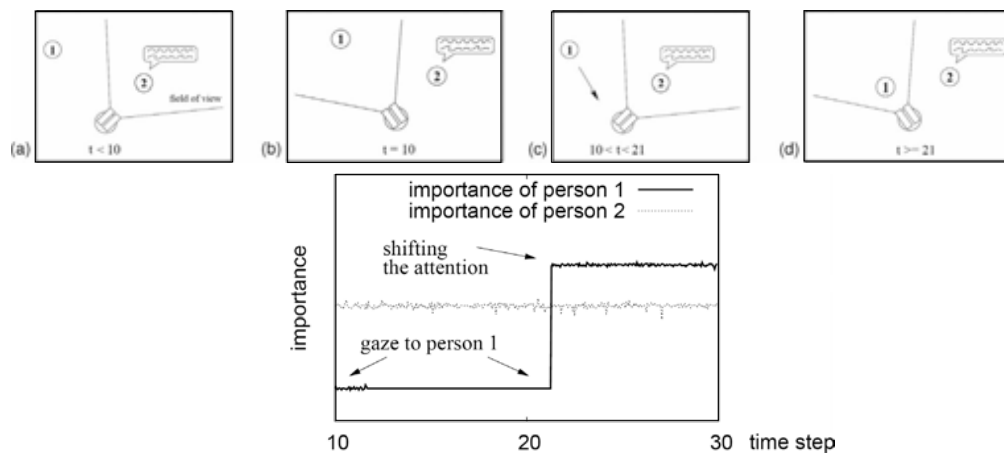 1
2
field of view
(a)
t < 10
1
2
(b)
t = 10
1
2
(c)
10 < t < 21
1
2
(d)
t >= 21
importance of person 1
importance of person 2
shifting
the attention
gaze to person 1
importance
10
20
30
time step